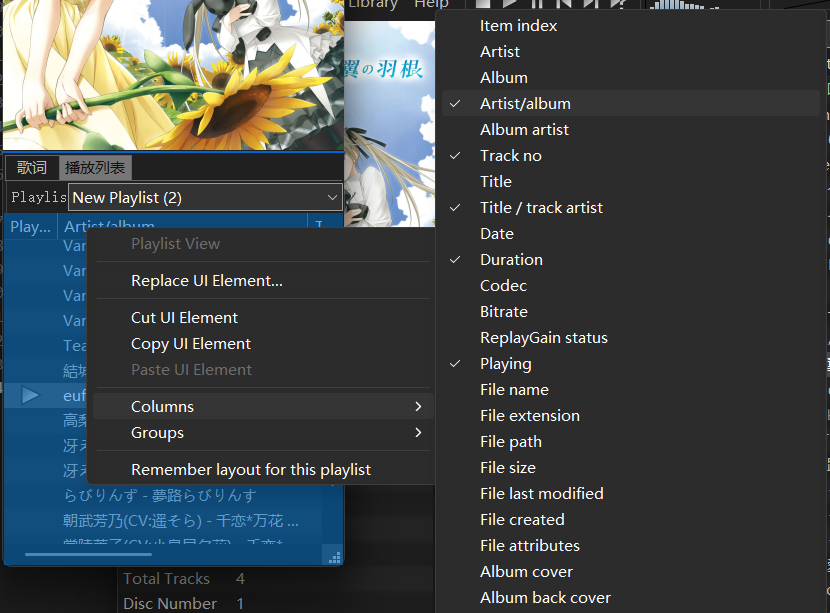 Library Help
翼の羽根
歌词 播放列表
Playlis New Playlist (2)
Play... Artist/album T
Var
Var
Var
Var
Tea
結城
euf
高梨
冴え
冴え
らびりんず - 夢路らびりんす
朝武芳乃(CV:遥そら) - 千恋*万花 ...
Total Tracks 4
Disc Number 1
Playlist View
Replace UI Element...
Cut UI Element
Copy UI Element
Paste UI Element
Columns
Groups
Remember layout for this playlist
Item index
Artist
Album
Artist/album
Album artist
Track no
Title
Title / track artist
Date
Duration
Codec
Bitrate
ReplayGain status
Playing
File name
File extension
File path
File size
File last modified
File created
File attributes
Album cover
Album back cover